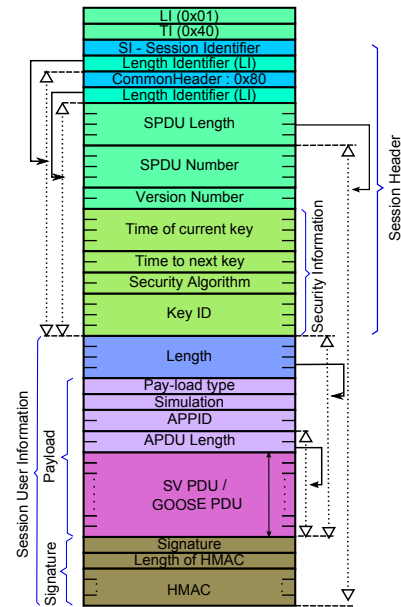 LI (0x01)
TI (0x40)
SI - Session Identifier
Length Identifier (LI)
CommonHeader : 0x80
Length Identifier (LI)
SPDU Length
SPDU Number
Version Number
Time of current key
Time to next key
Security Algorithm
Key ID
Length
Pay-load type
Simulation
APPID
APDU Length
SV PDU /
GOOSE PDU
Signature
Length of HMAC
HMAC
Session Header
Security Information
Session User Information
Payload
Signature